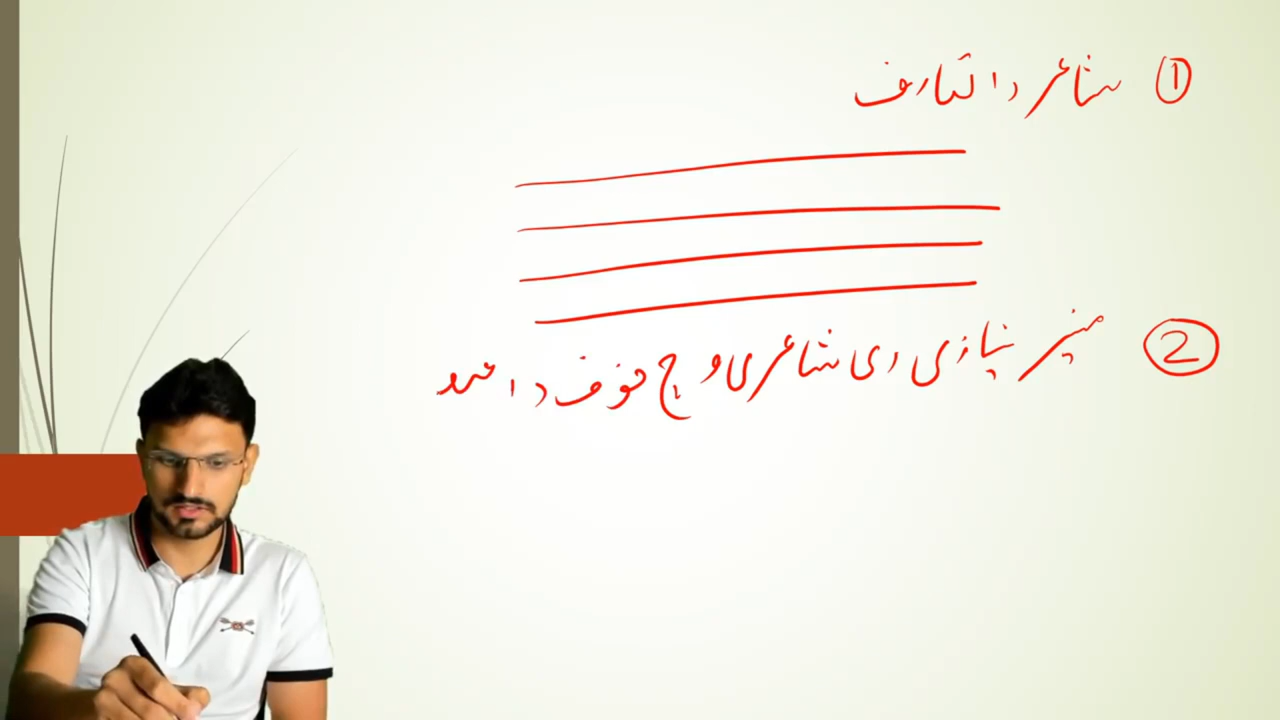 ① شاعر دا تعارف
② منیر نیازی دی شاعری وچ خوف دا